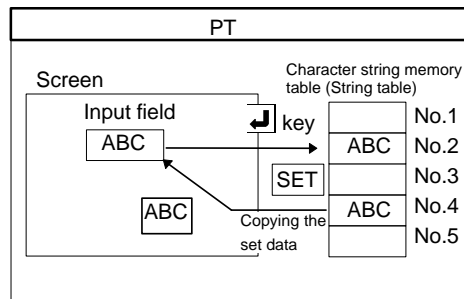 PT
Screen
Character string memory
table (String table)
Input field
key
No.1
ABC
ABC
No.2
SET
No.3
ABC
ABC
No.4
Copying the
set data
No.5